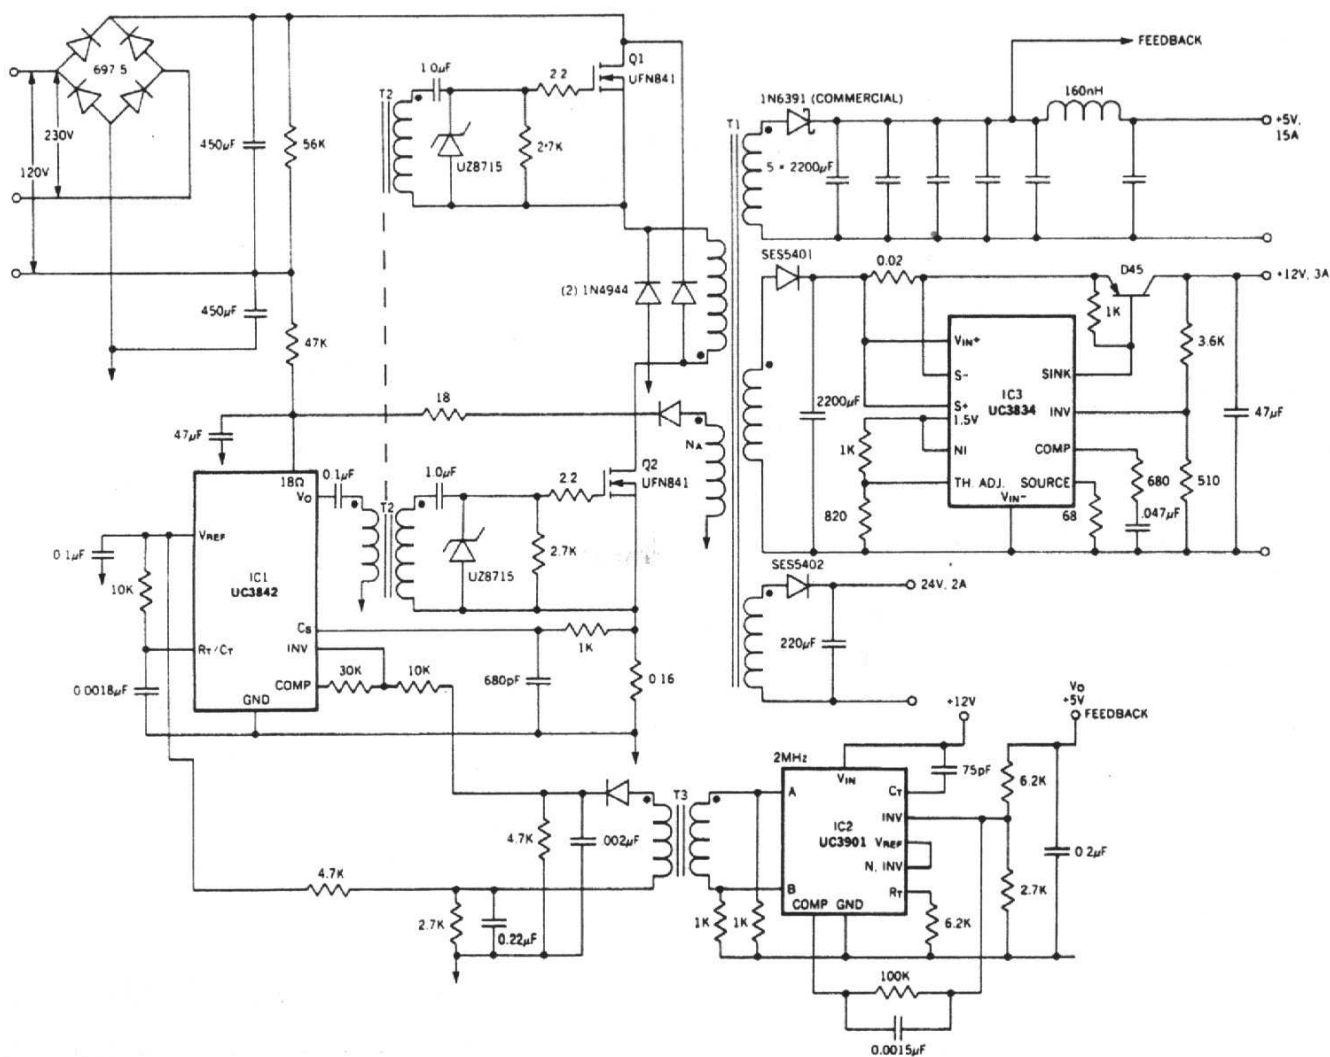 697 5
230V
120V
450µF
56K
450µF
47K
T2
1 0µF
UZ8715
2·7K
2.2
Q1
UFN841
(2) 1N4944
T1
1N6391 (COMMERCIAL)
FEEDBACK
160nH
+5V,
15A
5 × 2200µF
SES5401
0.02
D45
+12V, 3A
1K
3.6K
2200µF
VIN+
S−
S+
1.5V
NI
TH. ADJ.
VIN−
IC3
UC3834
SINK
INV
COMP
SOURCE
1K
820
68
680
.047µF
510
47µF
18
NA
47µF
18Ω
VO
0.1µF
T2
1.0µF
UZ8715
2.7K
2.2
Q2
UFN841
0 1µF
VREF
10K
IC1
UC3842
RT/CT
CS
INV
COMP
GND
0.0018µF
30K
10K
1K
680pF
0.16
SES5402
24V, 2A
220µF
+12V
VO
+5V
FEEDBACK
2MHz
VIN
75pF
CT
A
INV
IC2
UC3901
VREF
N. INV
B
RT
COMP
GND
6.2K
0 2µF
2.7K
6.2K
T3
4.7K
.002µF
4.7K
2.7K
0.22µF
1K
1K
100K
0.0015µF